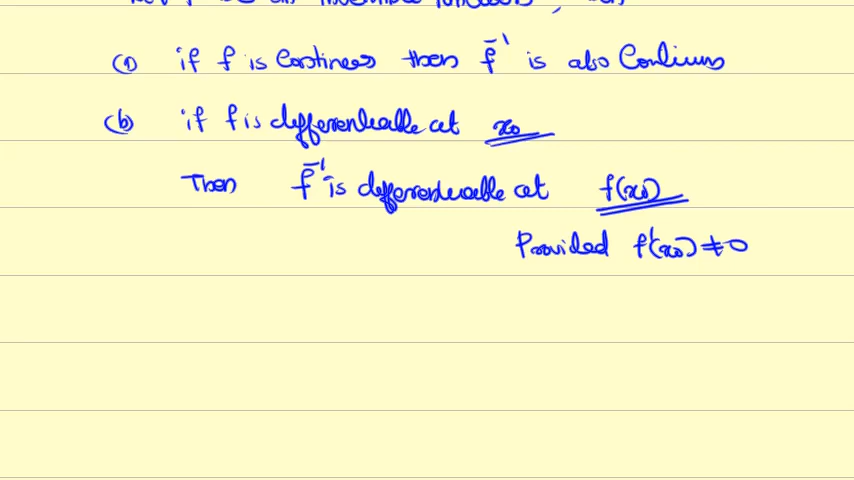 (a) if f is Continous then f⁻¹ is also Continuous
(b) if f is differentiable at x₀
Then f⁻¹ is differentiable at f(x₀)
Provided f'(x₀) ≠ 0